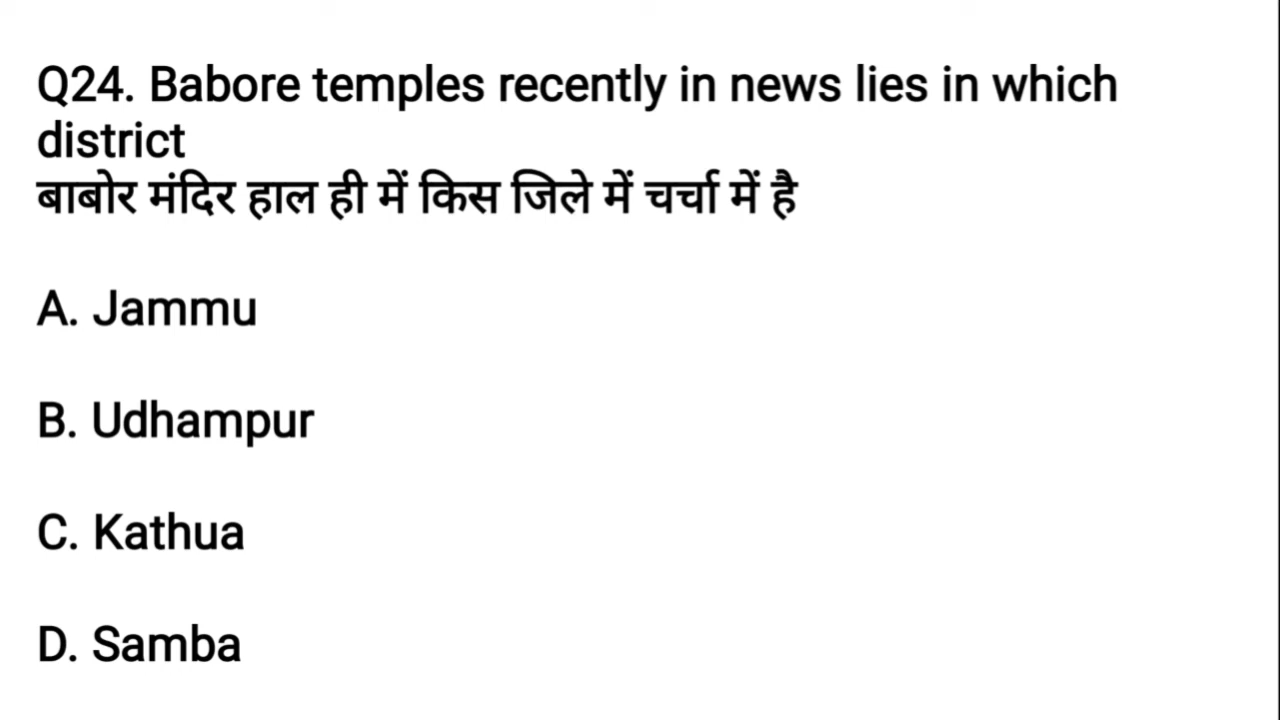 Q24. Babore temples recently in news lies in which
district
बाबोर मंदिर हाल ही में किस जिले में चर्चा में है
A. Jammu
B. Udhampur
C. Kathua
D. Samba